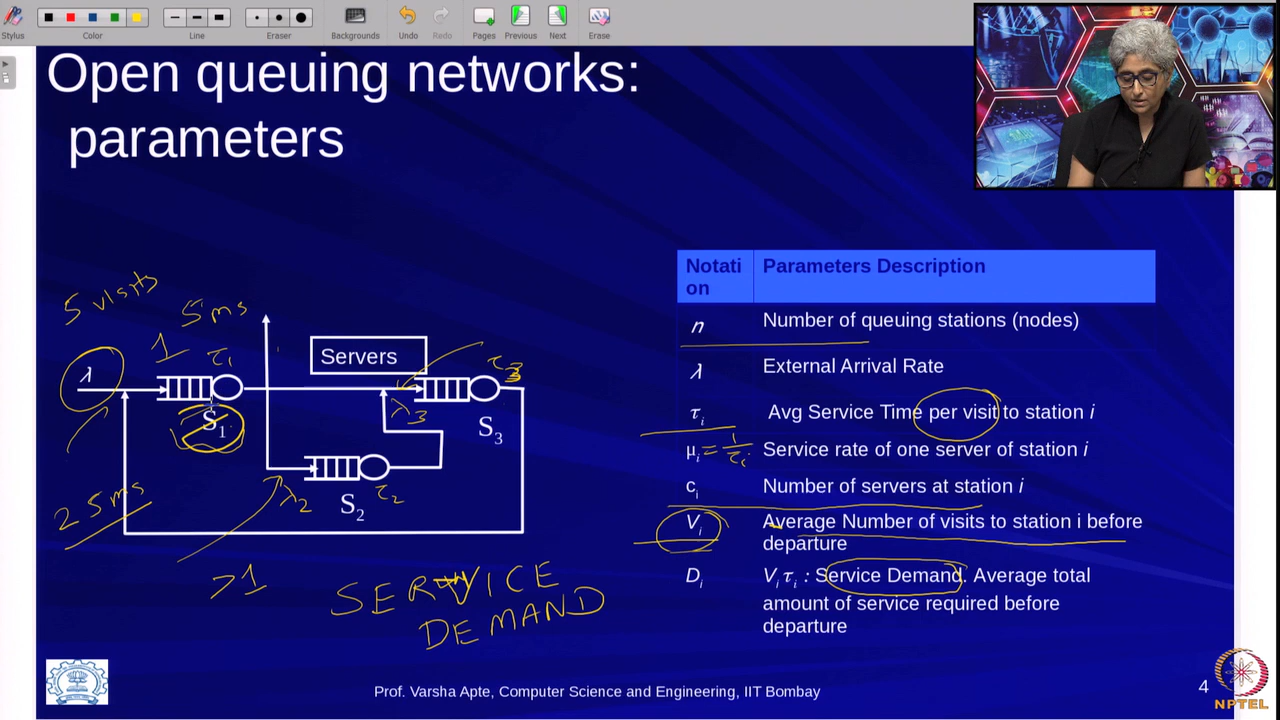 Stylus
Color
Line
Eraser
Backgrounds
Undo
Redo
Pages
Previous
Next
Erase
Open queuing networks:
parameters
5 visits
5 ms
λ
1
τ1
S1
Servers
τ3
λ3
S3
λ2
S2
τ2
25ms
>1
SERVICE
DEMAND
Notati
on
Parameters Description
n
Number of queuing stations (nodes)
λ
External Arrival Rate
τi
Avg Service Time per visit to station i
μi = 1/τi
Service rate of one server of station i
ci
Number of servers at station i
Vi
Average Number of visits to station i before
departure
Di
Viτi : Service Demand. Average total
amount of service required before
departure
Prof. Varsha Apte, Computer Science and Engineering, IIT Bombay
4
NPTEL